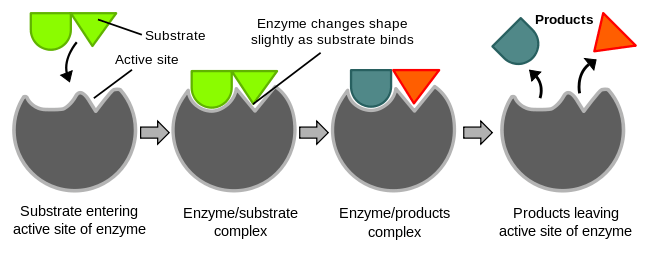 Substrate
Active site
Enzyme changes shape
slightly as substrate binds
Products
Substrate entering
active site of enzyme
Enzyme/substrate
complex
Enzyme/products
complex
Products leaving
active site of enzyme